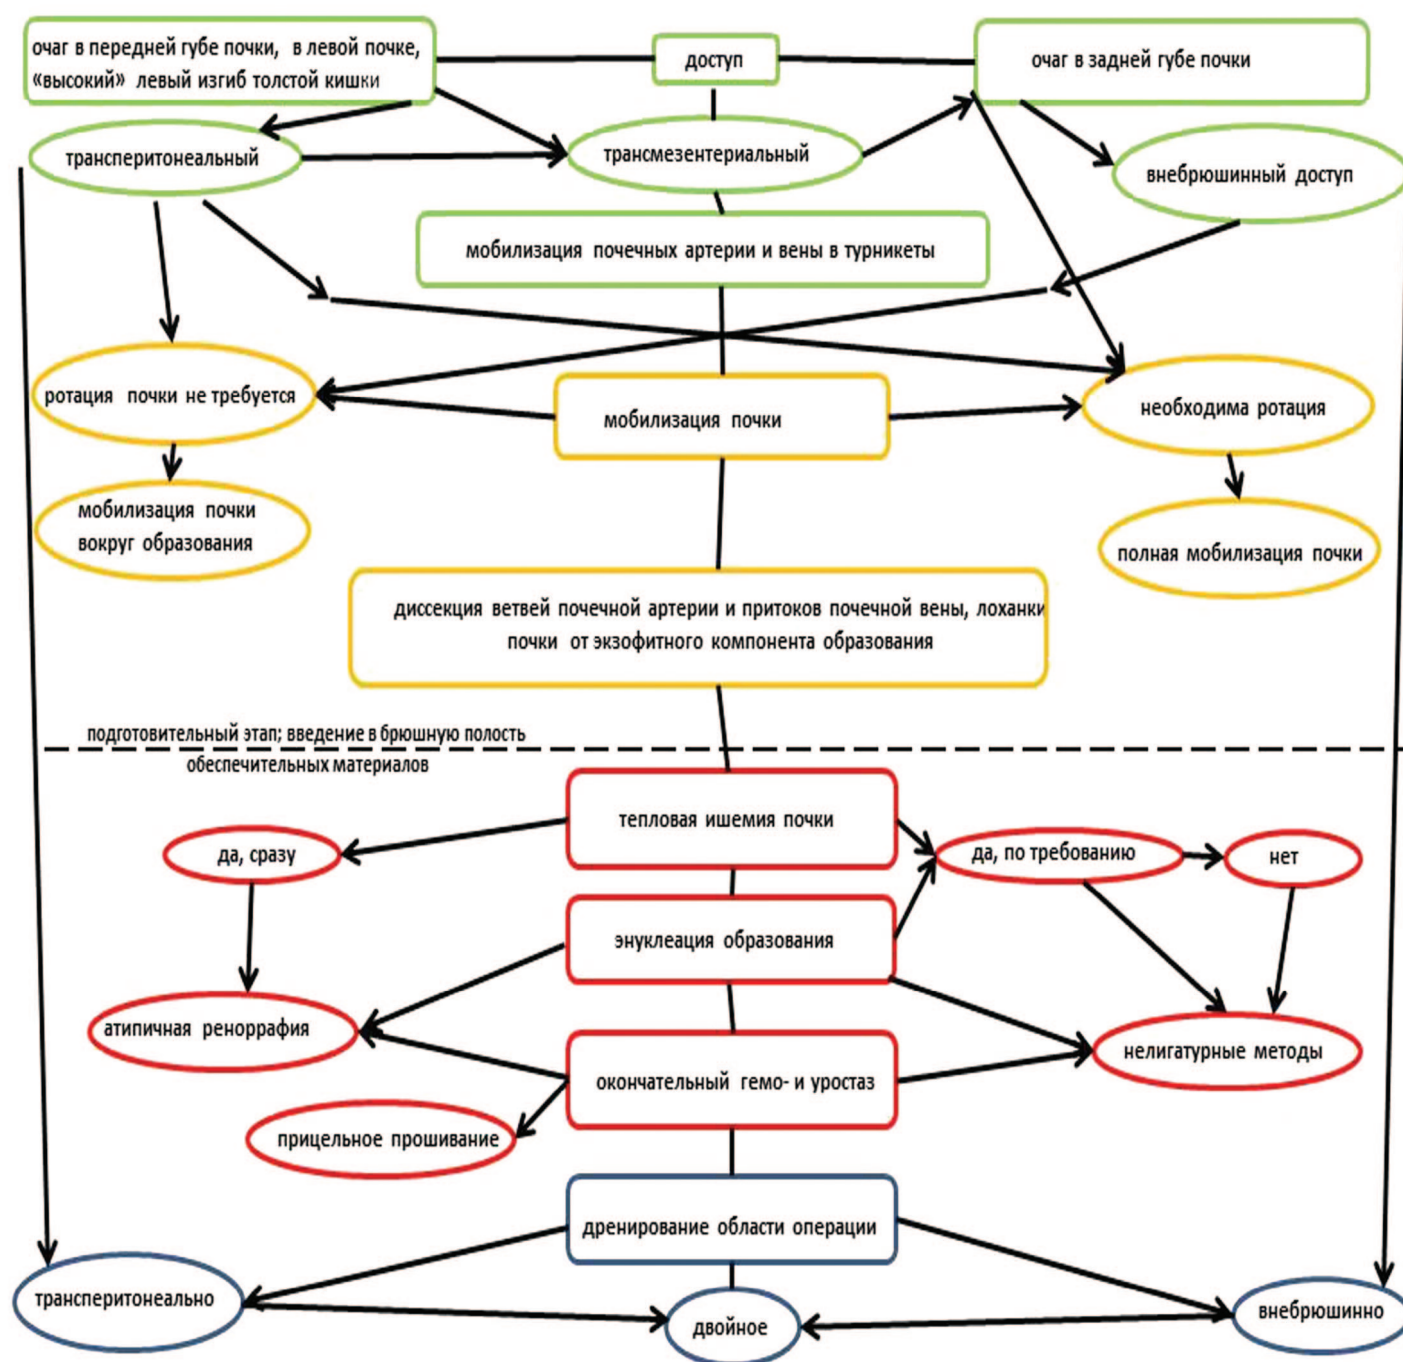 очаг в передней губе почки, в левой почке,
«высокий» левый изгиб толстой кишки
доступ
очаг в задней губе почки
трансперитонеальный
трансмезентериальный
внебрюшинный доступ
мобилизация почечных артерии и вены в турникеты
ротация почки не требуется
мобилизация почки
необходима ротация
мобилизация почки
вокруг образования
полная мобилизация почки
диссекция ветвей почечной артерии и притоков почечной вены, лоханки
почки от экзофитного компонента образования
подготовительный этап; введение в брюшную полость
обеспечительных материалов
тепловая ишемия почки
да, сразу
да, по требованию
нет
энуклеация образования
атипичная реноррафия
нелигатурные методы
окончательный гемо- и уростаз
прицельное прошивание
дренирование области операции
трансперитонеально
двойное
внебрюшинно